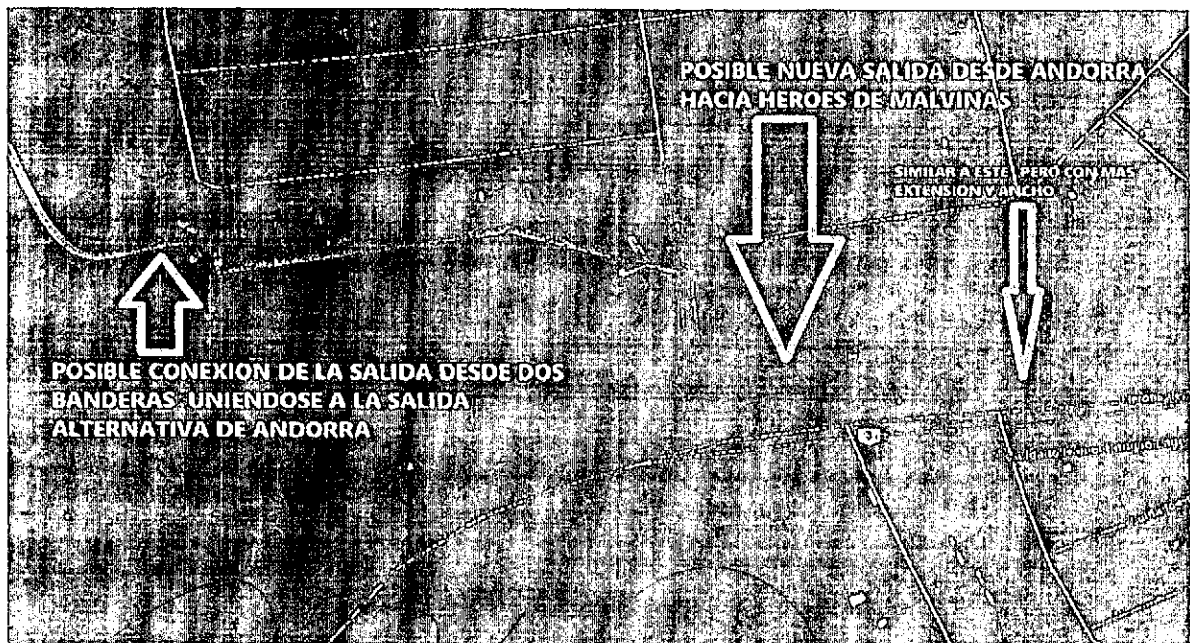 POSIBLE NUEVA SALIDA DESDE ANDORRA
HACIA HEROES DE MALVINAS
SIMILAR A ESTE, PERO CON MAS
EXTENSION Y ANCHO
POSIBLE CONEXION DE LA SALIDA DESDE DOS
BANDERAS, UNIENDOSE A LA SALIDA
ALTERNATIVA DE ANDORRA
3